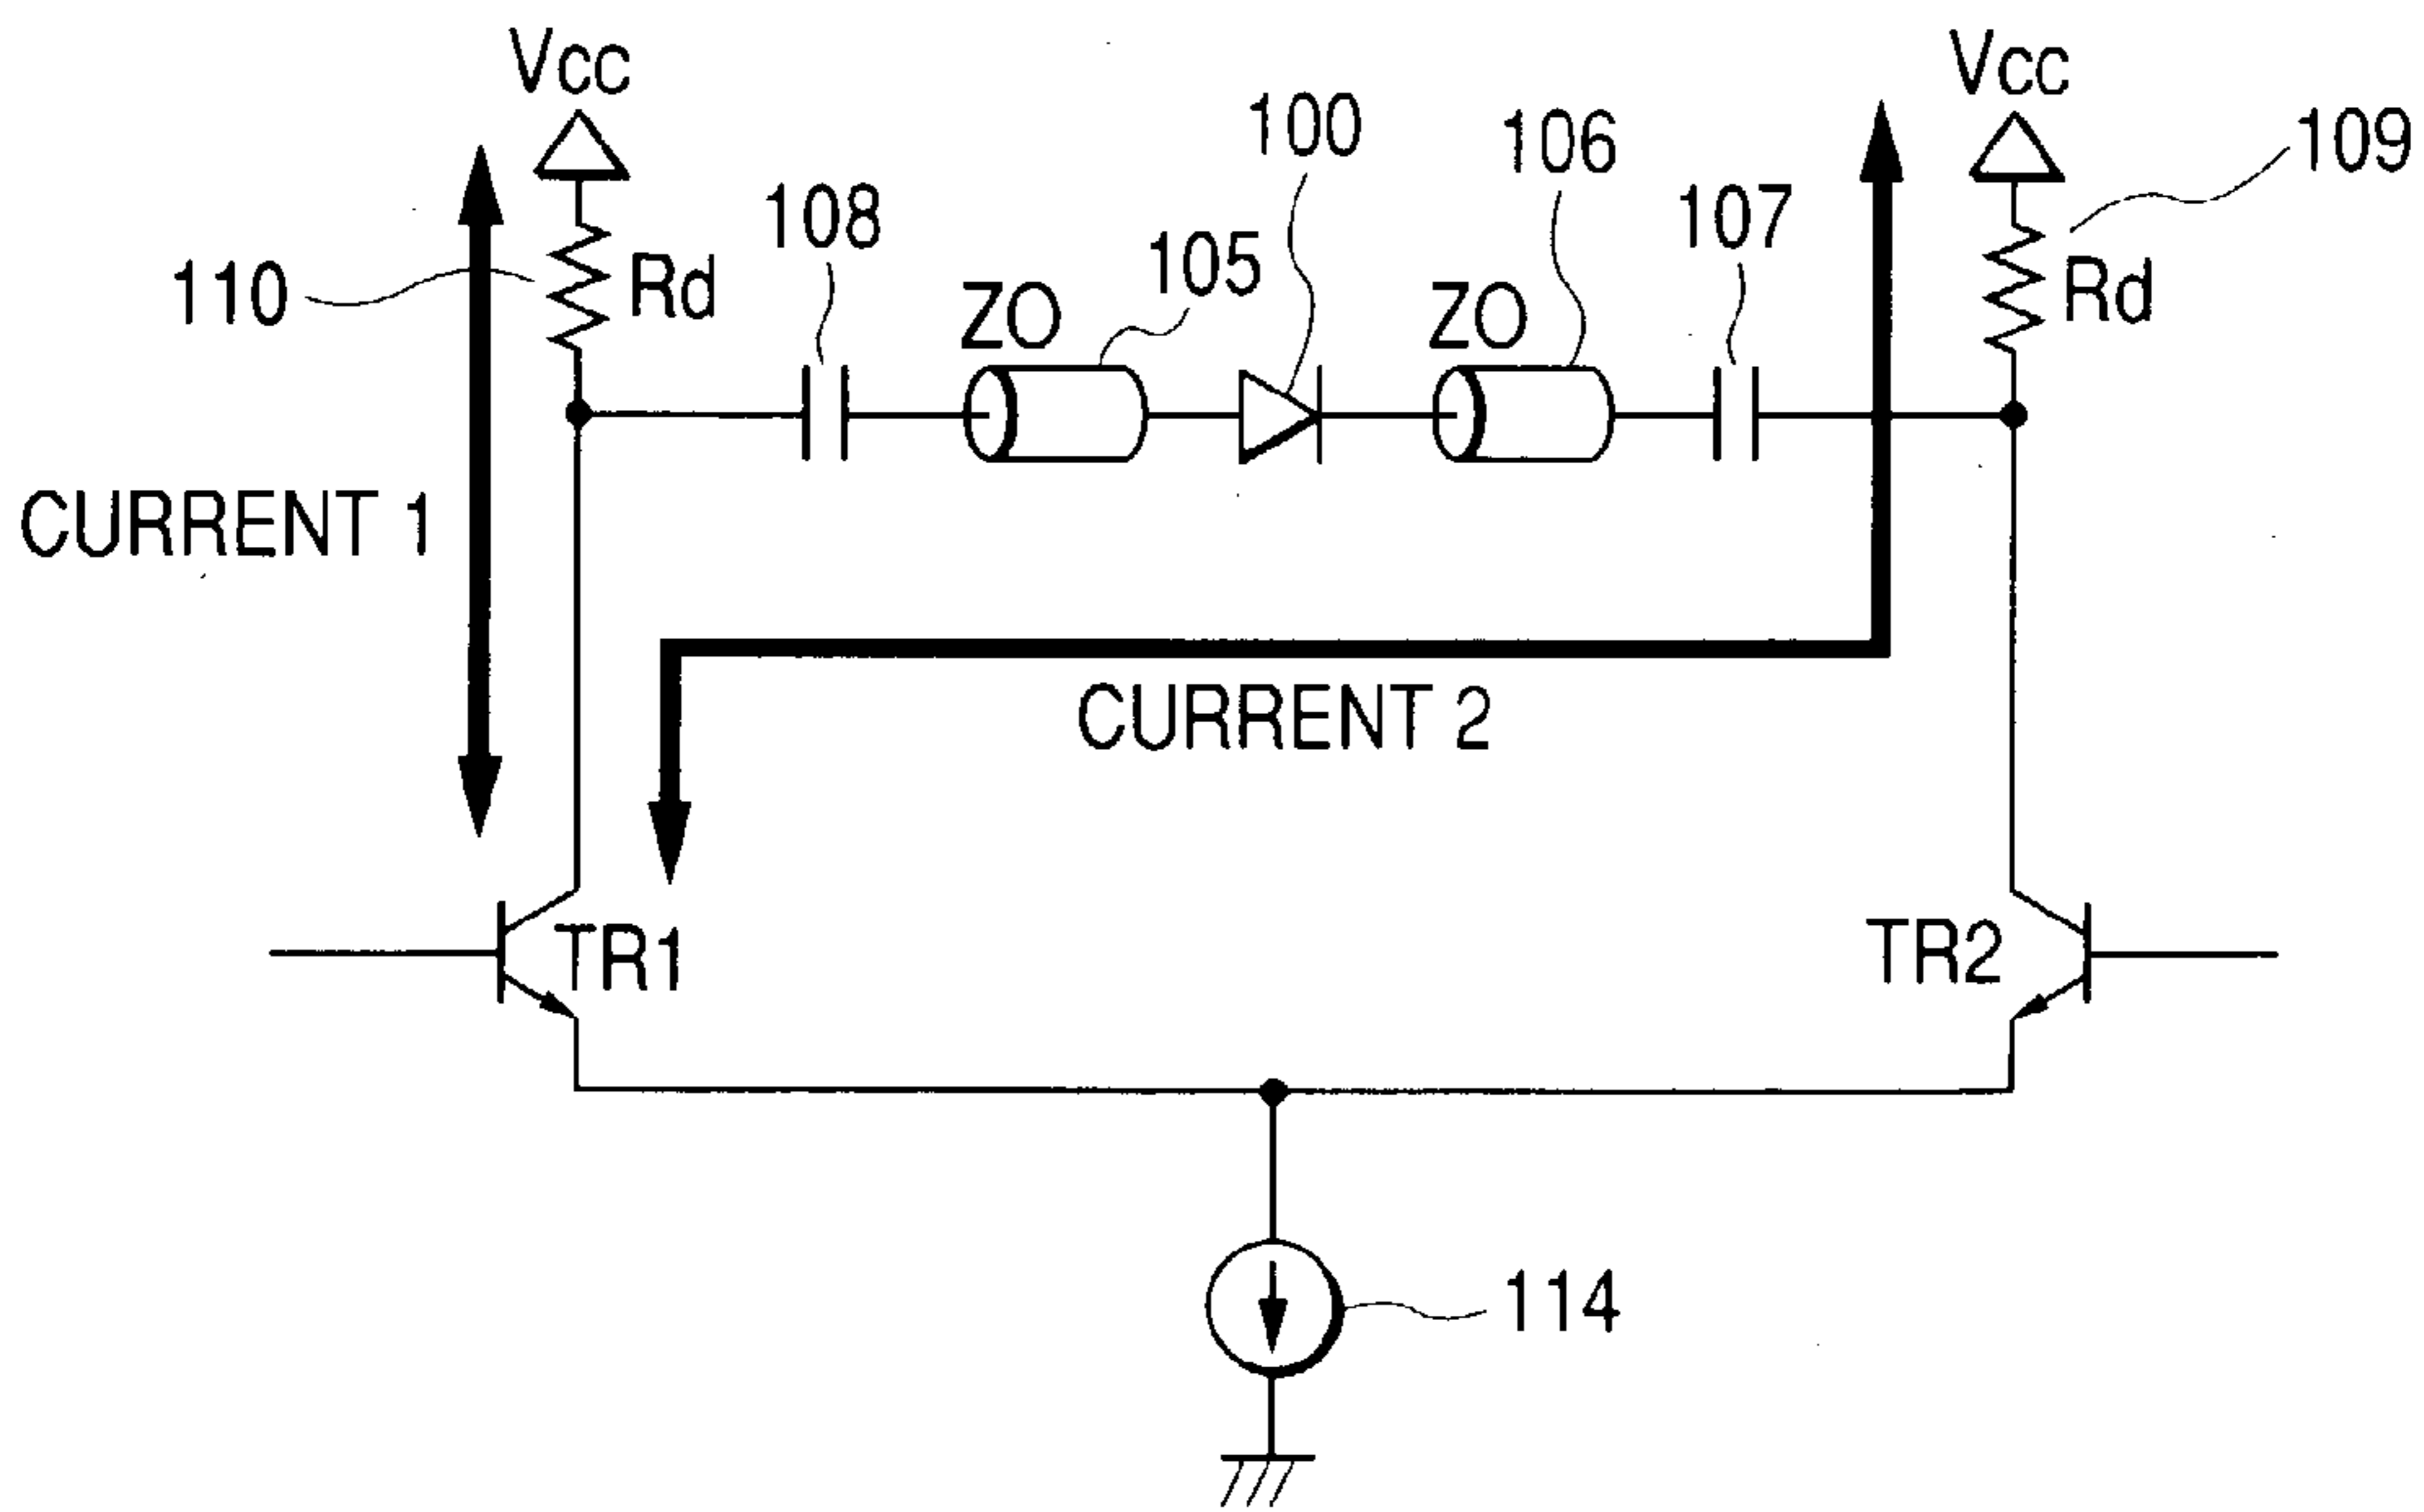 Vcc
Vcc
100
106
109
108
107
105
110
Rd
ZO
ZO
Rd
CURRENT 1
CURRENT 2
TR1
TR2
114